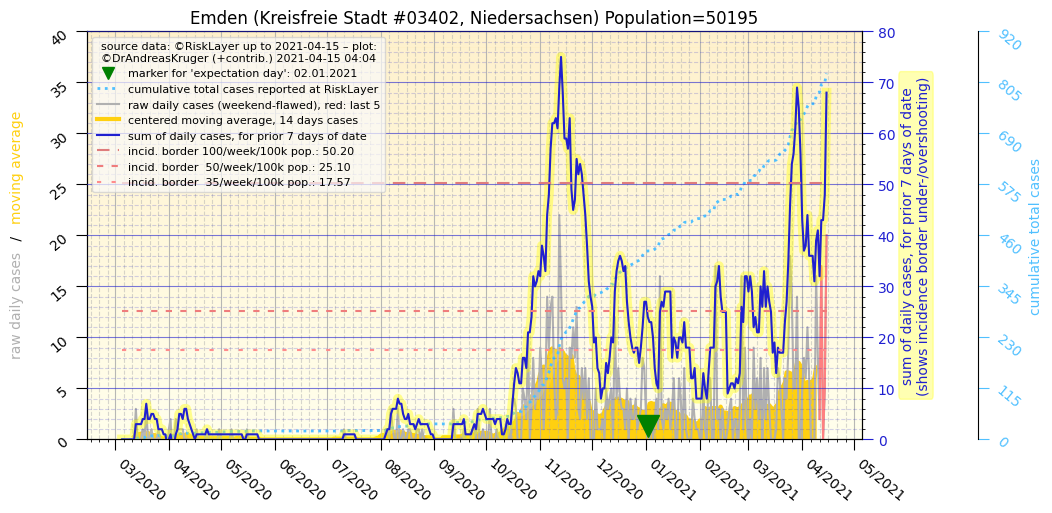 Emden (Kreisfreie Stadt #03402, Niedersachsen) Population=50195
source data: ©RiskLayer up to 2021-04-15 – plot:
©DrAndreasKruger (+contrib.) 2021-04-15 04:04
marker for 'expectation day': 02.01.2021
cumulative total cases reported at RiskLayer
raw daily cases (weekend-flawed), red: last 5
centered moving average, 14 days cases
sum of daily cases, for prior 7 days of date
incid. border 100/week/100k pop.: 50.20
incid. border  50/week/100k pop.: 25.10
incid. border  35/week/100k pop.: 17.57
raw daily cases  /  moving average
40
35
30
25
20
15
10
5
0
80
70
60
50
40
30
20
10
0
sum of daily cases, for prior 7 days of date
(shows incidence border under-/overshooting)
920
805
690
575
460
345
230
115
0
cumulative total cases
03/2020
04/2020
05/2020
06/2020
07/2020
08/2020
09/2020
10/2020
11/2020
12/2020
01/2021
02/2021
03/2021
04/2021
05/2021